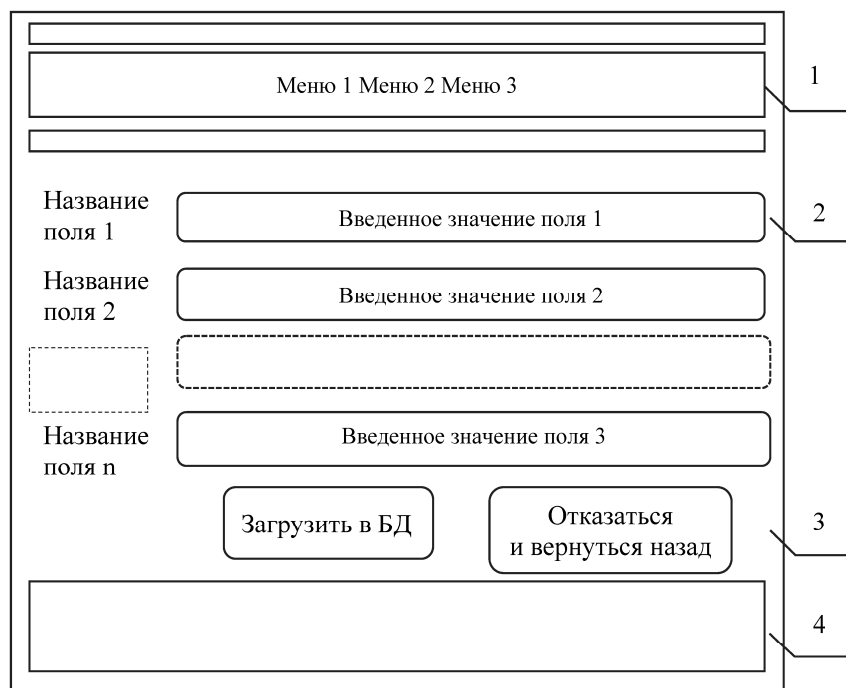 Меню 1 Меню 2 Меню 3
1
Название
поля 1
Введенное значение поля 1
2
Название
поля 2
Введенное значение поля 2
Название
поля n
Введенное значение поля 3
Загрузить в БД
Отказаться
и вернуться назад
3
4